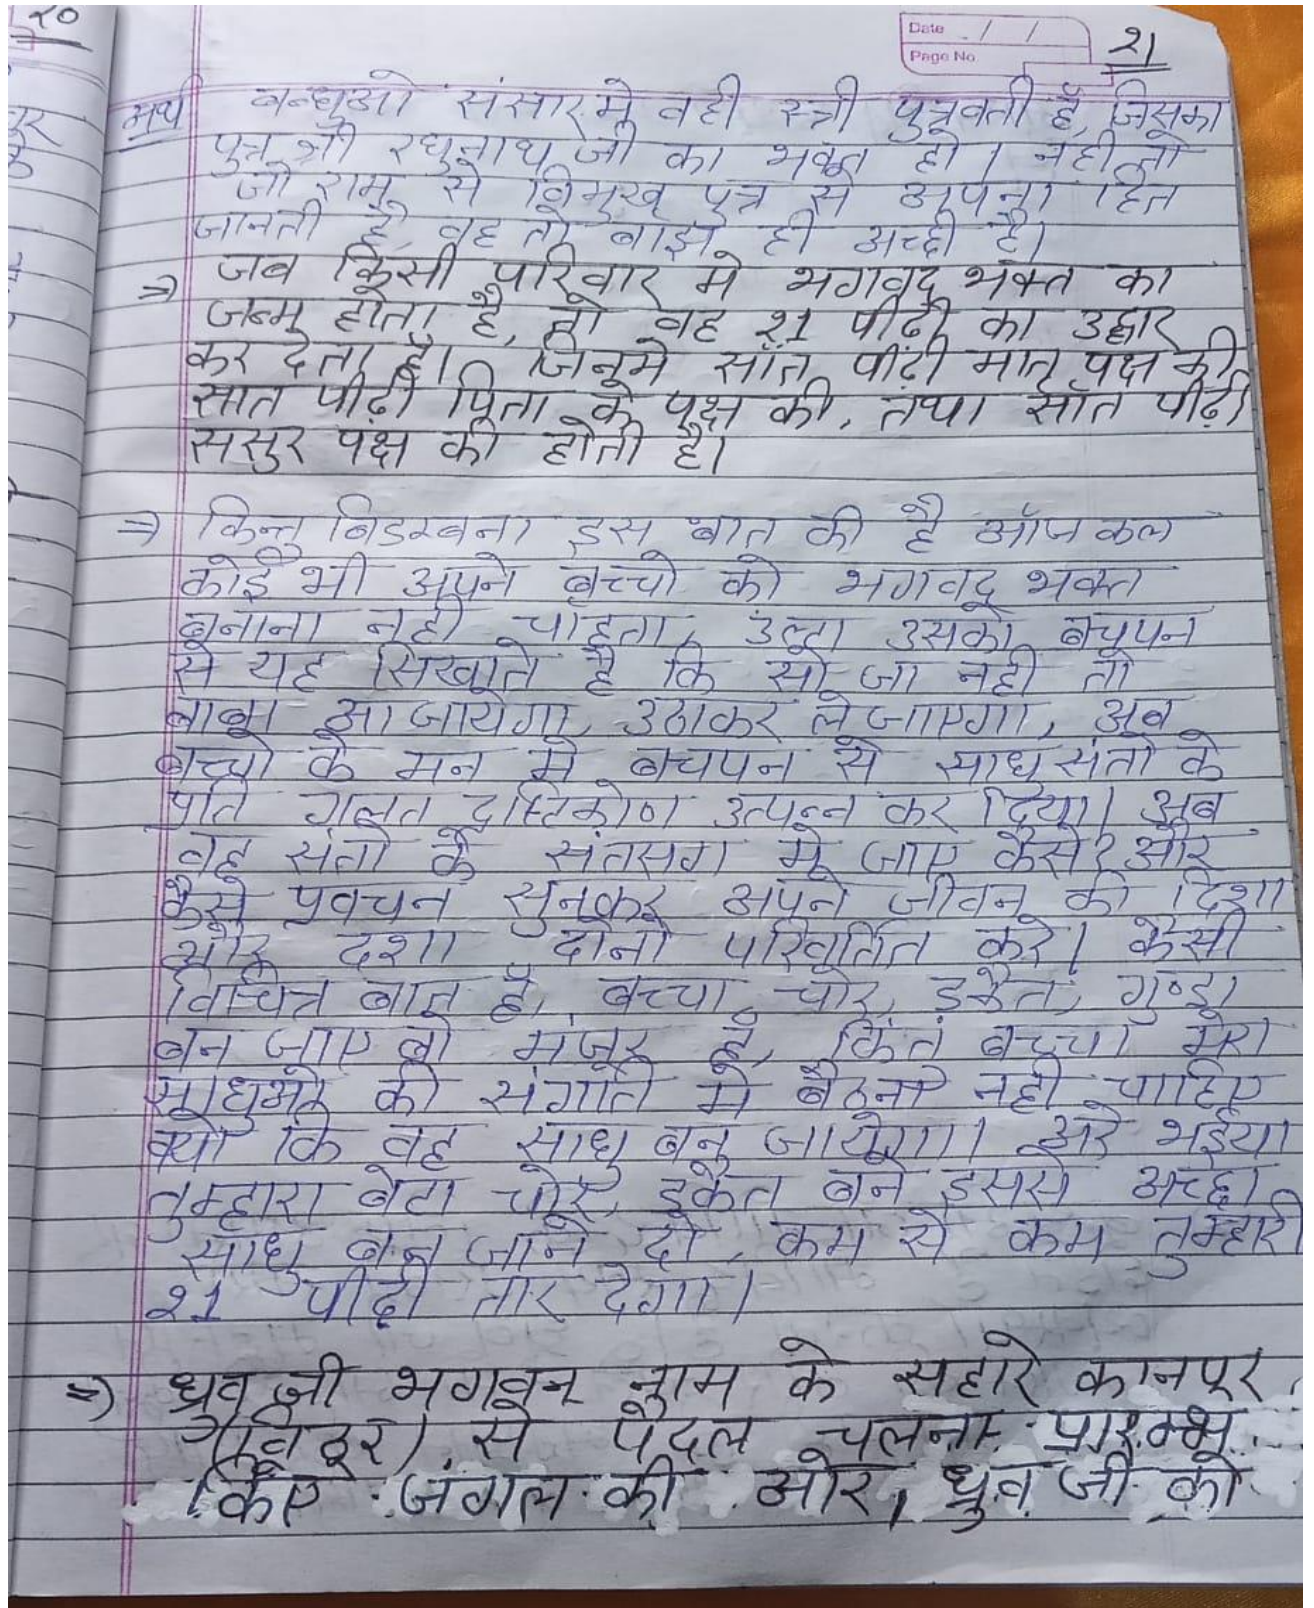 २०
Date / /
Page No
२१
अर्थ बन्धुओ संसार मे वही स्त्री पुत्रवती है, जिसका
पुत्र श्री रघुनाथ जी का भक्त हो। नही तो
जो राम से विमुख पुत्र से अपना हित
जानती है, वह तो बाझ ही अच्छी है।
⇒ जब किसी परिवार मे भगवद् भक्त का
जन्म होता है, तो वह २1 पीढी का उद्धार
कर देता है। जिनमे सात पीढी मातृ पक्ष की
सात पीढ़ी पिता के पक्ष की, तथा सात पीढ़ी
ससुर पक्ष की होती है।
⇒ किन्तु बिडम्बना इस बात की है ऑज कल
कोई भी अपने बच्चो को भगवद् भक्त
बनाना नही चाहता, उल्टा उसको बचपन
से यह सिखाते है कि सो जा नही तो
बाबा आ जायेगा, उठाकर ले जाएगा, अब
बच्चो के मन मे बचपन से साधु संतो के
प्रति गलत दृष्टिकोण उत्पन्न कर दिया। अब
वह संतो के संतसग मे जाए कैसे? और
कैसे प्रवचन सुनकर अपने जीवन की दिशा
और दशा दोनो परिवर्तित करे। कैसी
विचित्र बात है, बच्चा चोर, डकैत, गुण्डा
बन जाए वो मंजूर है, किंतु बच्चा मेरा
साधुओ की संगति मे बैठना नही चाहिए
क्यो कि वह साधु बन जायेगा। अरे भईया
तुम्हारा बेटा चोर, डकैत बने इससे अच्छा
साधु बन जाने दो, कम से कम तुम्हारी
२1 पीढी तार देगा।
⇒ ध्रुव जी भगवन् नाम के सहारे कानपूर
(विठूर) से पैदल चलना प्रारम्भ
किए जंगल की ओर, ध्रुव जी को